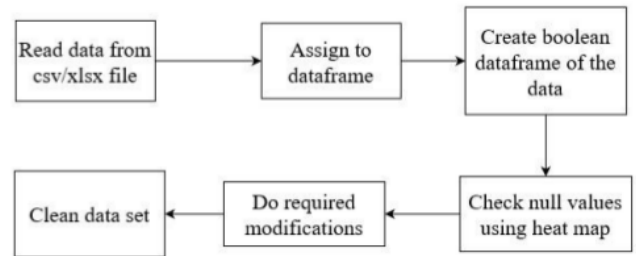 Read data from
csv/xlsx file
Assign to
dataframe
Create boolean
dataframe of the
data
Check null values
using heat map
Do required
modifications
Clean data set